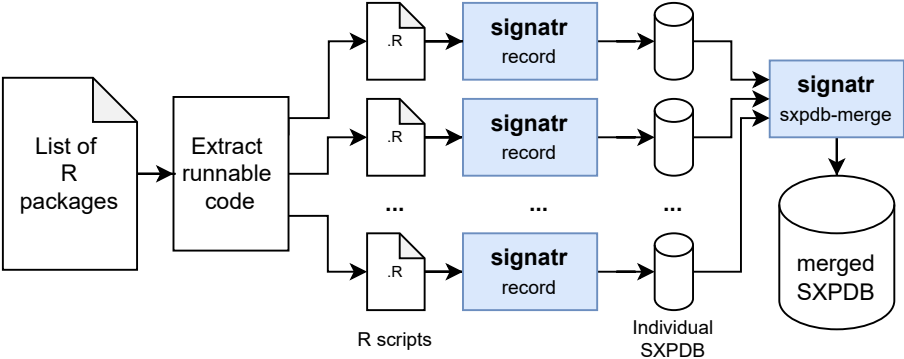 List of
R
packages
Extract
runnable
code
.R
signatr
record
.R
signatr
record
...
...
...
.R
signatr
record
R scripts
Individual
SXPDB
signatr
sxpdb-merge
merged
SXPDB